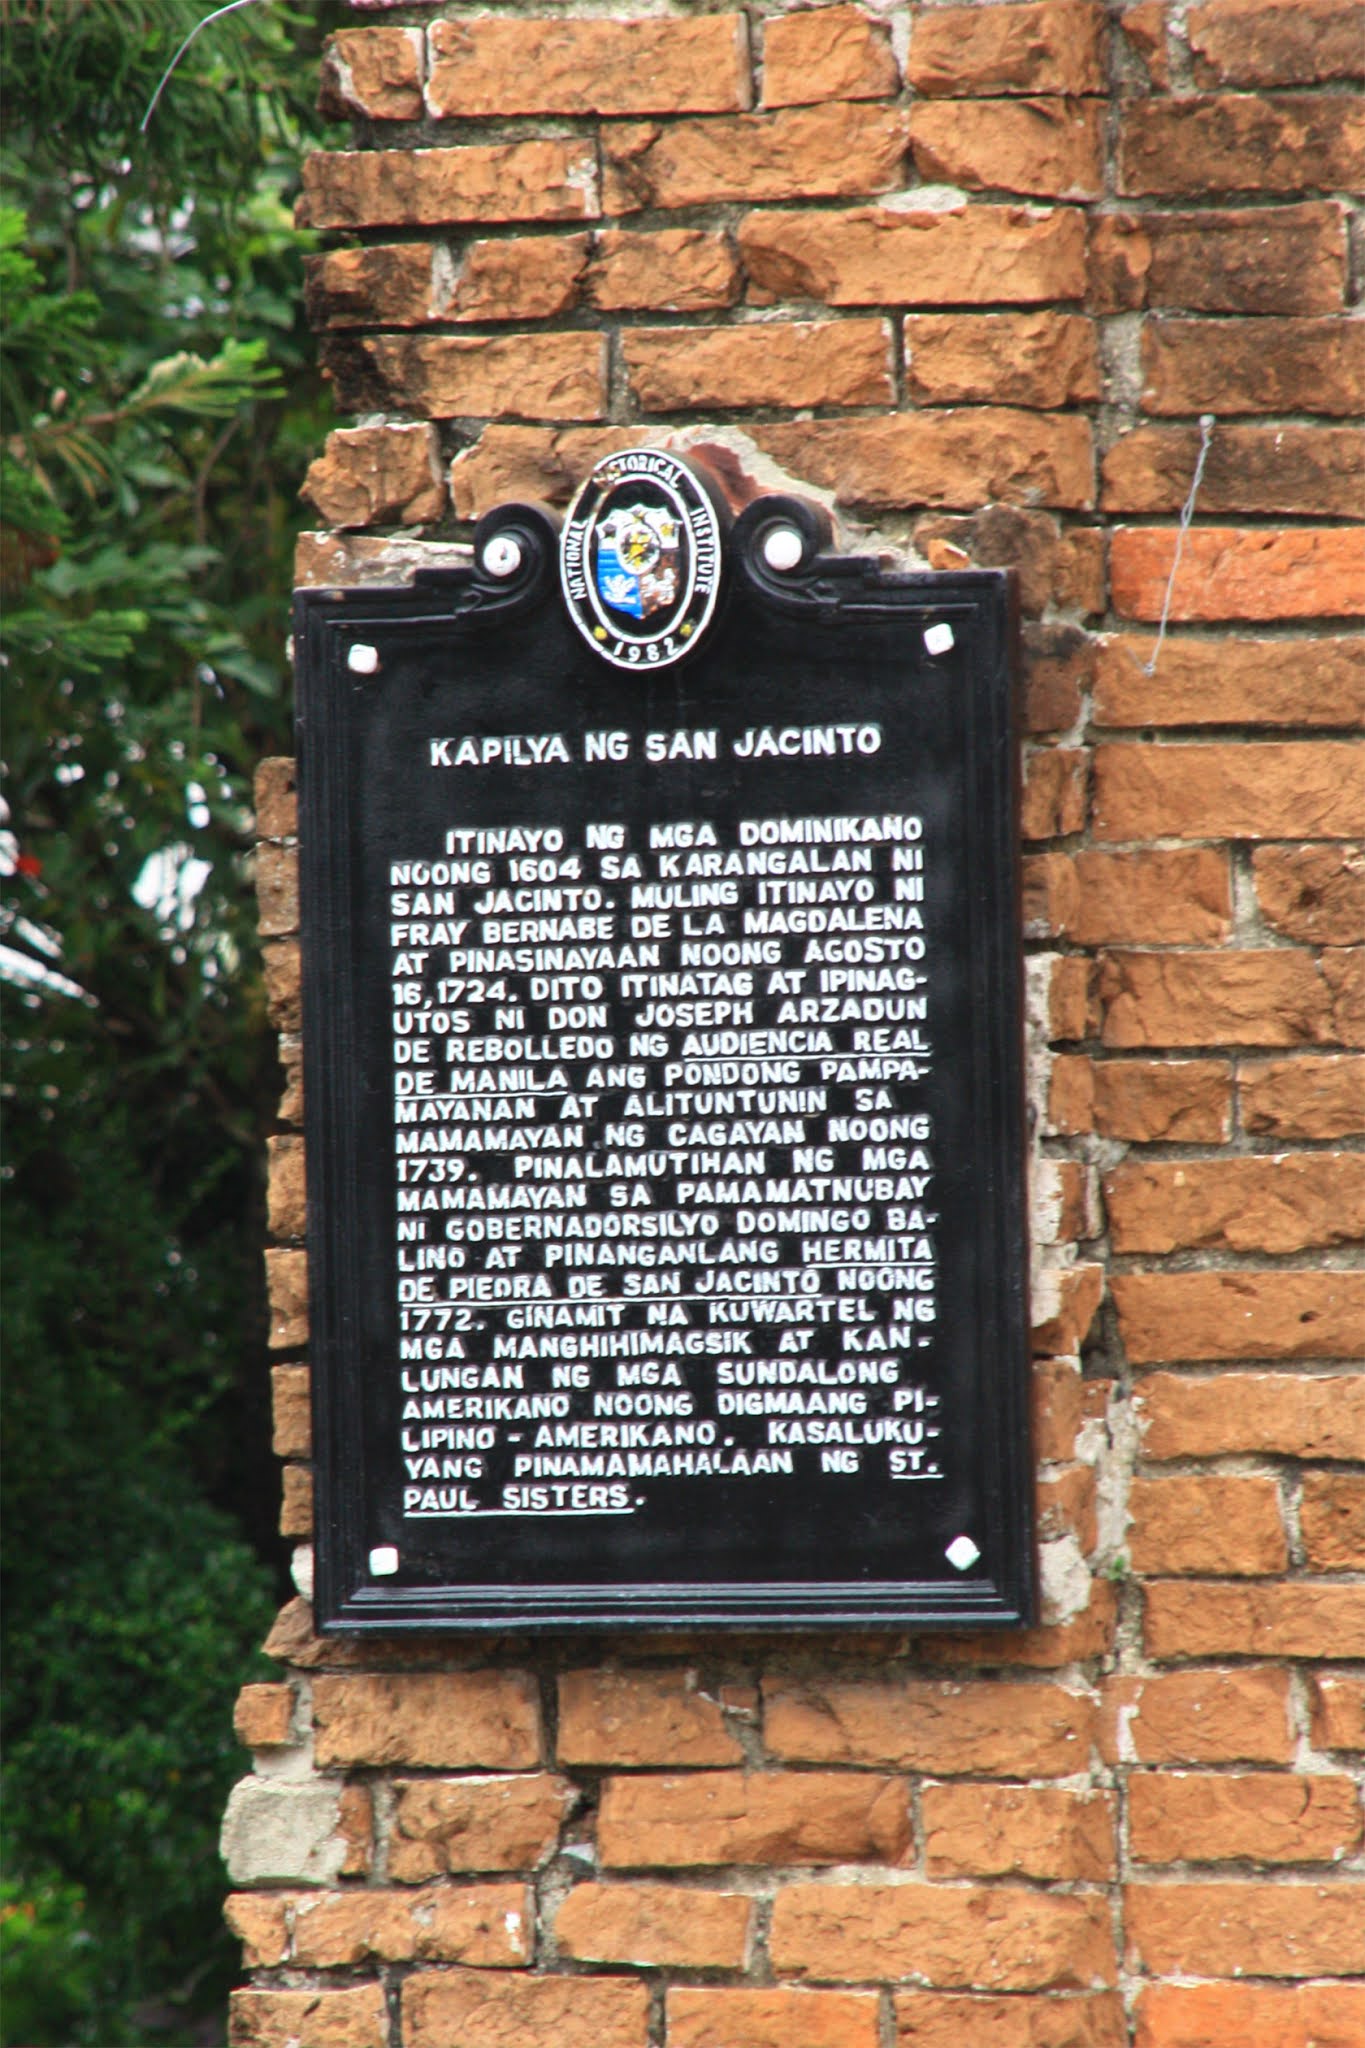 NATIONAL HISTORICAL INSTITUTE
1982
KAPILYA NG SAN JACINTO
ITINAYO NG MGA DOMINIKANO
NOONG 1604 SA KARANGALAN NI
SAN JACINTO. MULING ITINAYO NI
FRAY BERNABE DE LA MAGDALENA
AT PINASINAYAAN NOONG AGOSTO
16,1724. DITO ITINATAG AT IPINAG-
UTOS NI DON JOSEPH ARZADUN
DE REBOLLEDO NG AUDIENCIA REAL
DE MANILA ANG PONDONG PAMPA-
MAYANAN AT ALITUNTUNIN SA
MAMAMAYAN NG CAGAYAN NOONG
1739. PINALAMUTIHAN NG MGA
MAMAMAYAN SA PAMAMATNUBAY
NI GOBERNADORSILYO DOMINGO BA-
LINO AT PINANGANLANG HERMITA
DE PIEDRA DE SAN JACINTO NOONG
1772. GINAMIT NA KUWARTEL NG
MGA MANGHIHIMAGSIK AT KAN-
LUNGAN NG MGA SUNDALONG
AMERIKANO NOONG DIGMAANG PI-
LIPINO - AMERIKANO. KASALUKU-
YANG PINAMAMAHALAAN NG ST.
PAUL SISTERS.